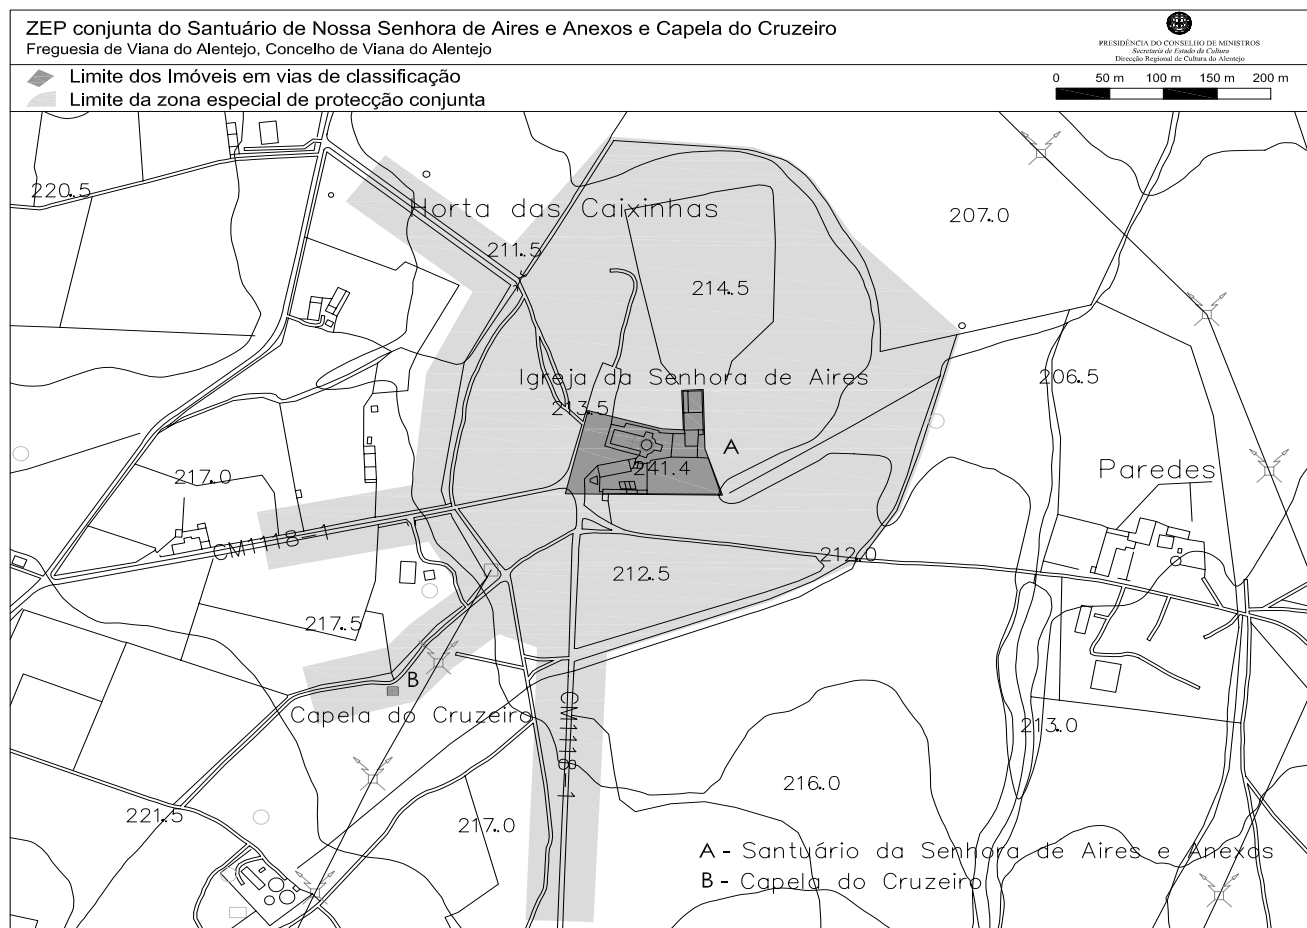 ZEP conjunta do Santuário de Nossa Senhora de Aires e Anexos e Capela do Cruzeiro
Freguesia de Viana do Alentejo, Concelho de Viana do Alentejo
PRESIDÊNCIA DO CONSELHO DE MINISTROS
Secretaria de Estado da Cultura
Direcção Regional de Cultura do Alentejo
Limite dos Imóveis em vias de classificação
Limite da zona especial de protecção conjunta
0 50 m 100 m 150 m 200 m
220.5
Horta das Caixinhas
207.0
211.5
214.5
Igreja da Senhora de Aires
206.5
213.5
A
241.4
217.0
Paredes
CM1118-1
212.0
212.5
217.5
B
Capela do Cruzeiro
CM1118-1
213.0
216.0
221.5
217.0
A - Santuário da Senhora de Aires e Anexos
B - Capela do Cruzeiro